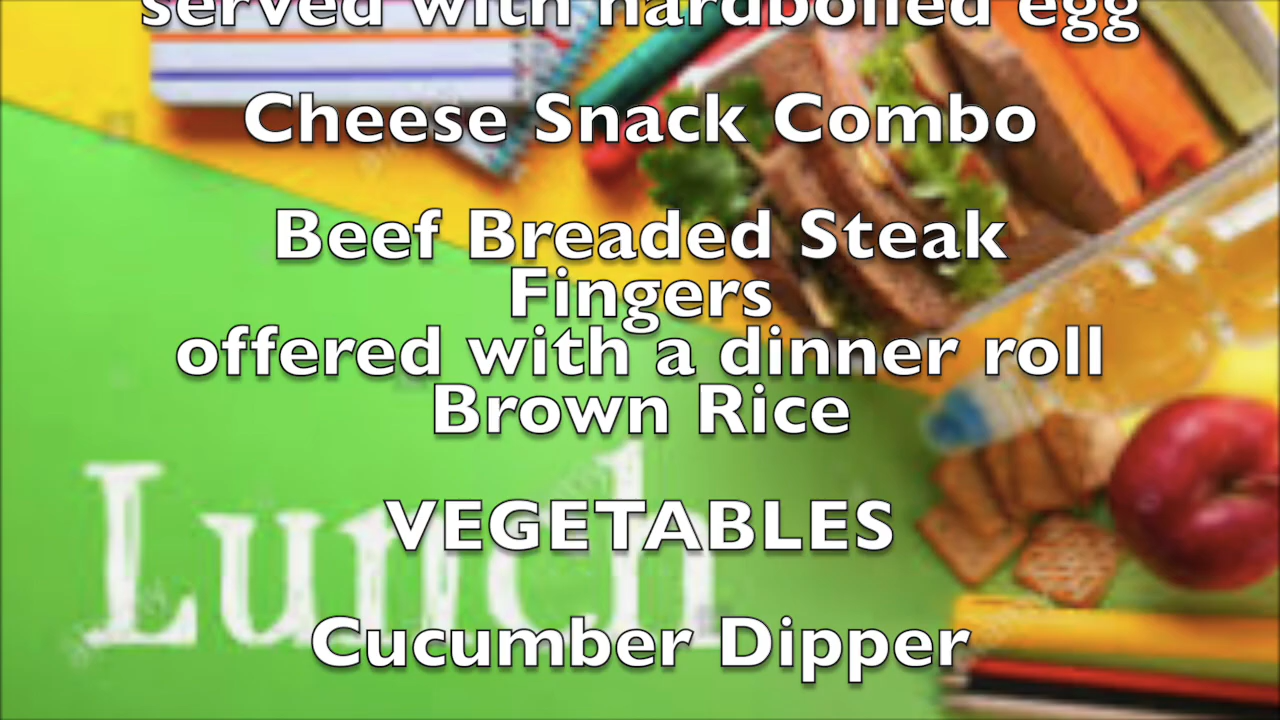 served with hardboiled egg
Cheese Snack Combo
Beef Breaded Steak
Fingers
offered with a dinner roll
Brown Rice
VEGETABLES
Lunch
Cucumber Dipper